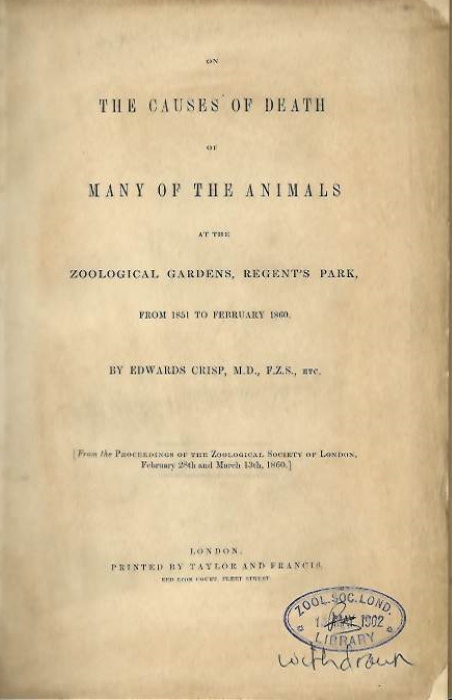 ON
THE CAUSES OF DEATH
OF
MANY OF THE ANIMALS
AT THE
ZOOLOGICAL GARDENS, REGENT'S PARK,
FROM 1851 TO FEBRUARY 1860.
BY EDWARDS CRISP, M.D., F.Z.S., ETC.
[From the PROCEEDINGS OF THE ZOOLOGICAL SOCIETY OF LONDON,
February 28th and March 13th, 1860.]
LONDON:
PRINTED BY TAYLOR AND FRANCIS,
RED LION COURT, FLEET STREET.
ZOOL. SOC. LOND.
MAY 1902
LIBRARY
withdrawn